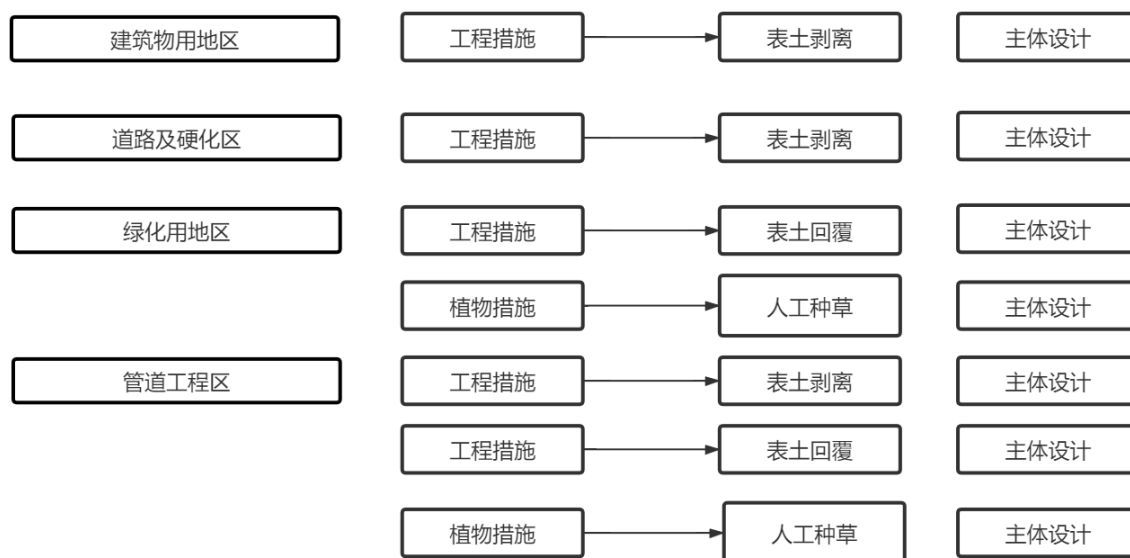 建筑物用地区 工程措施 表土剥离 主体设计
道路及硬化区 工程措施 表土剥离 主体设计
绿化用地区 工程措施 表土回覆 主体设计
植物措施 人工种草 主体设计
管道工程区 工程措施 表土剥离 主体设计
工程措施 表土回覆 主体设计
植物措施 人工种草 主体设计